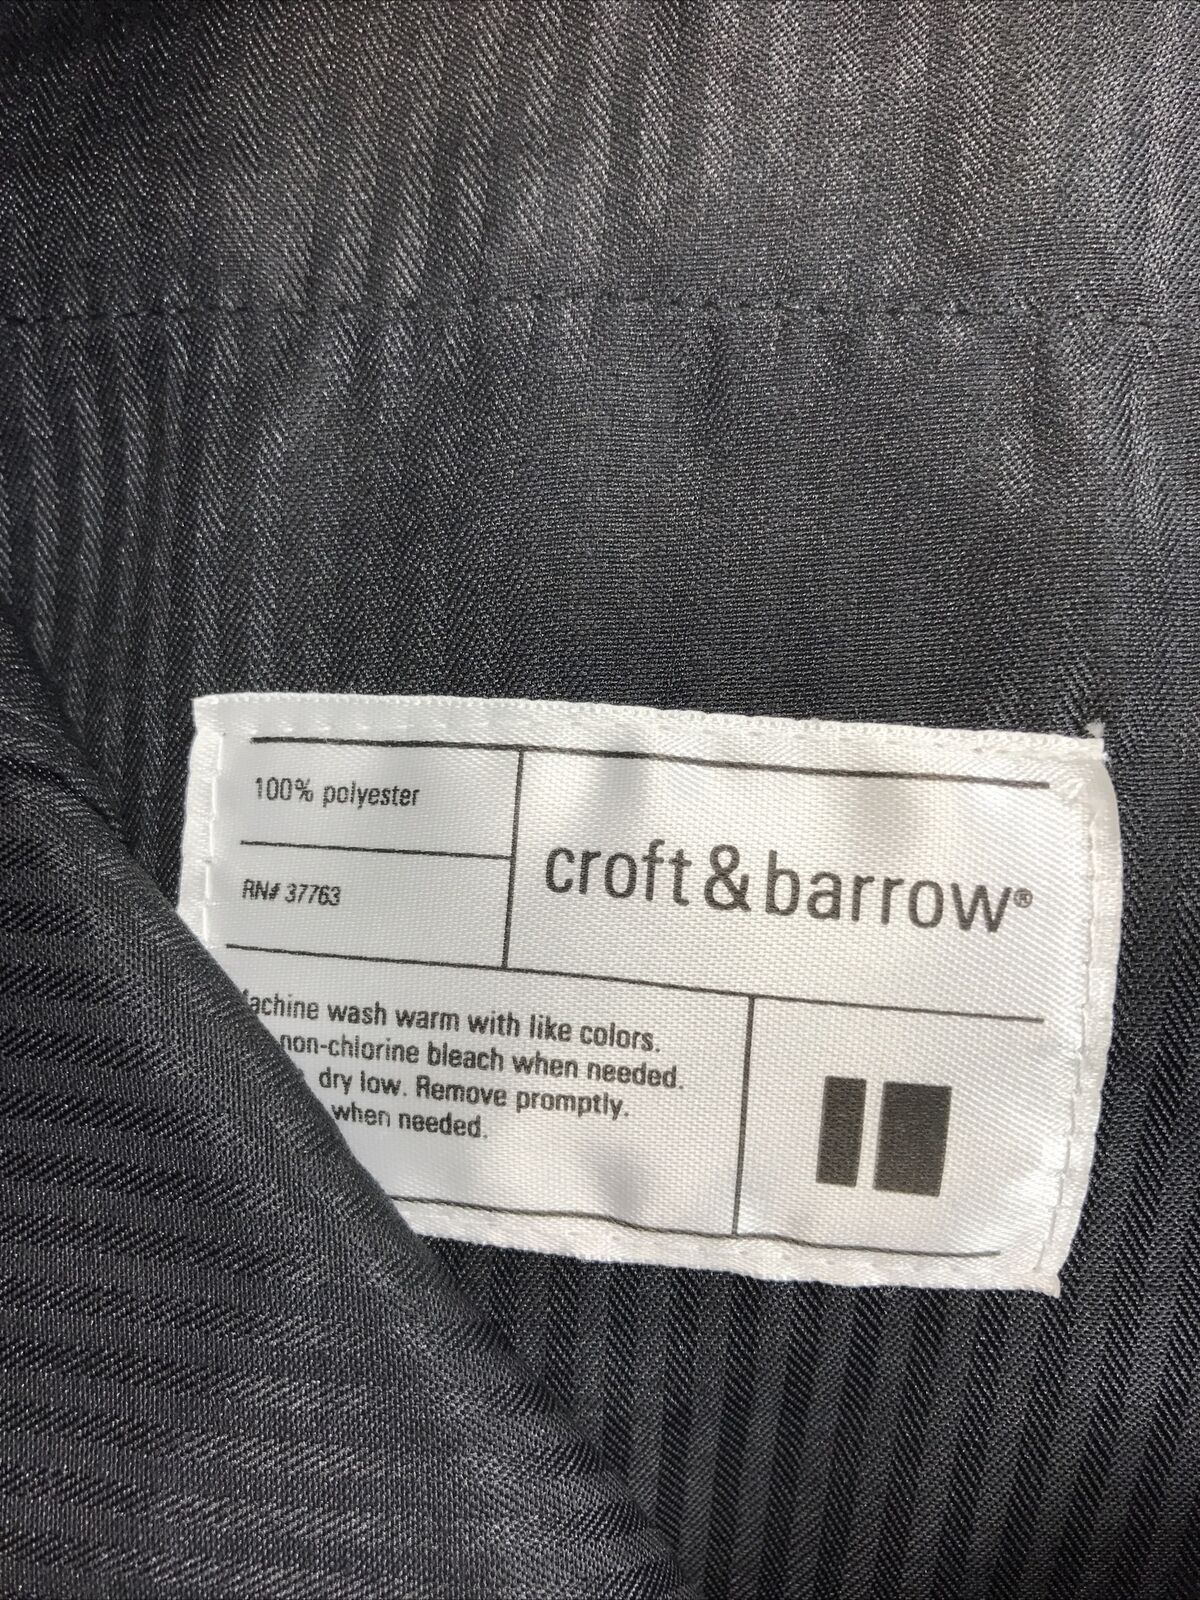 100% polyester
croft & barrow®
RN# 37763
achine wash warm with like colors.
non-chlorine bleach when needed.
dry low. Remove promptly.
when needed.